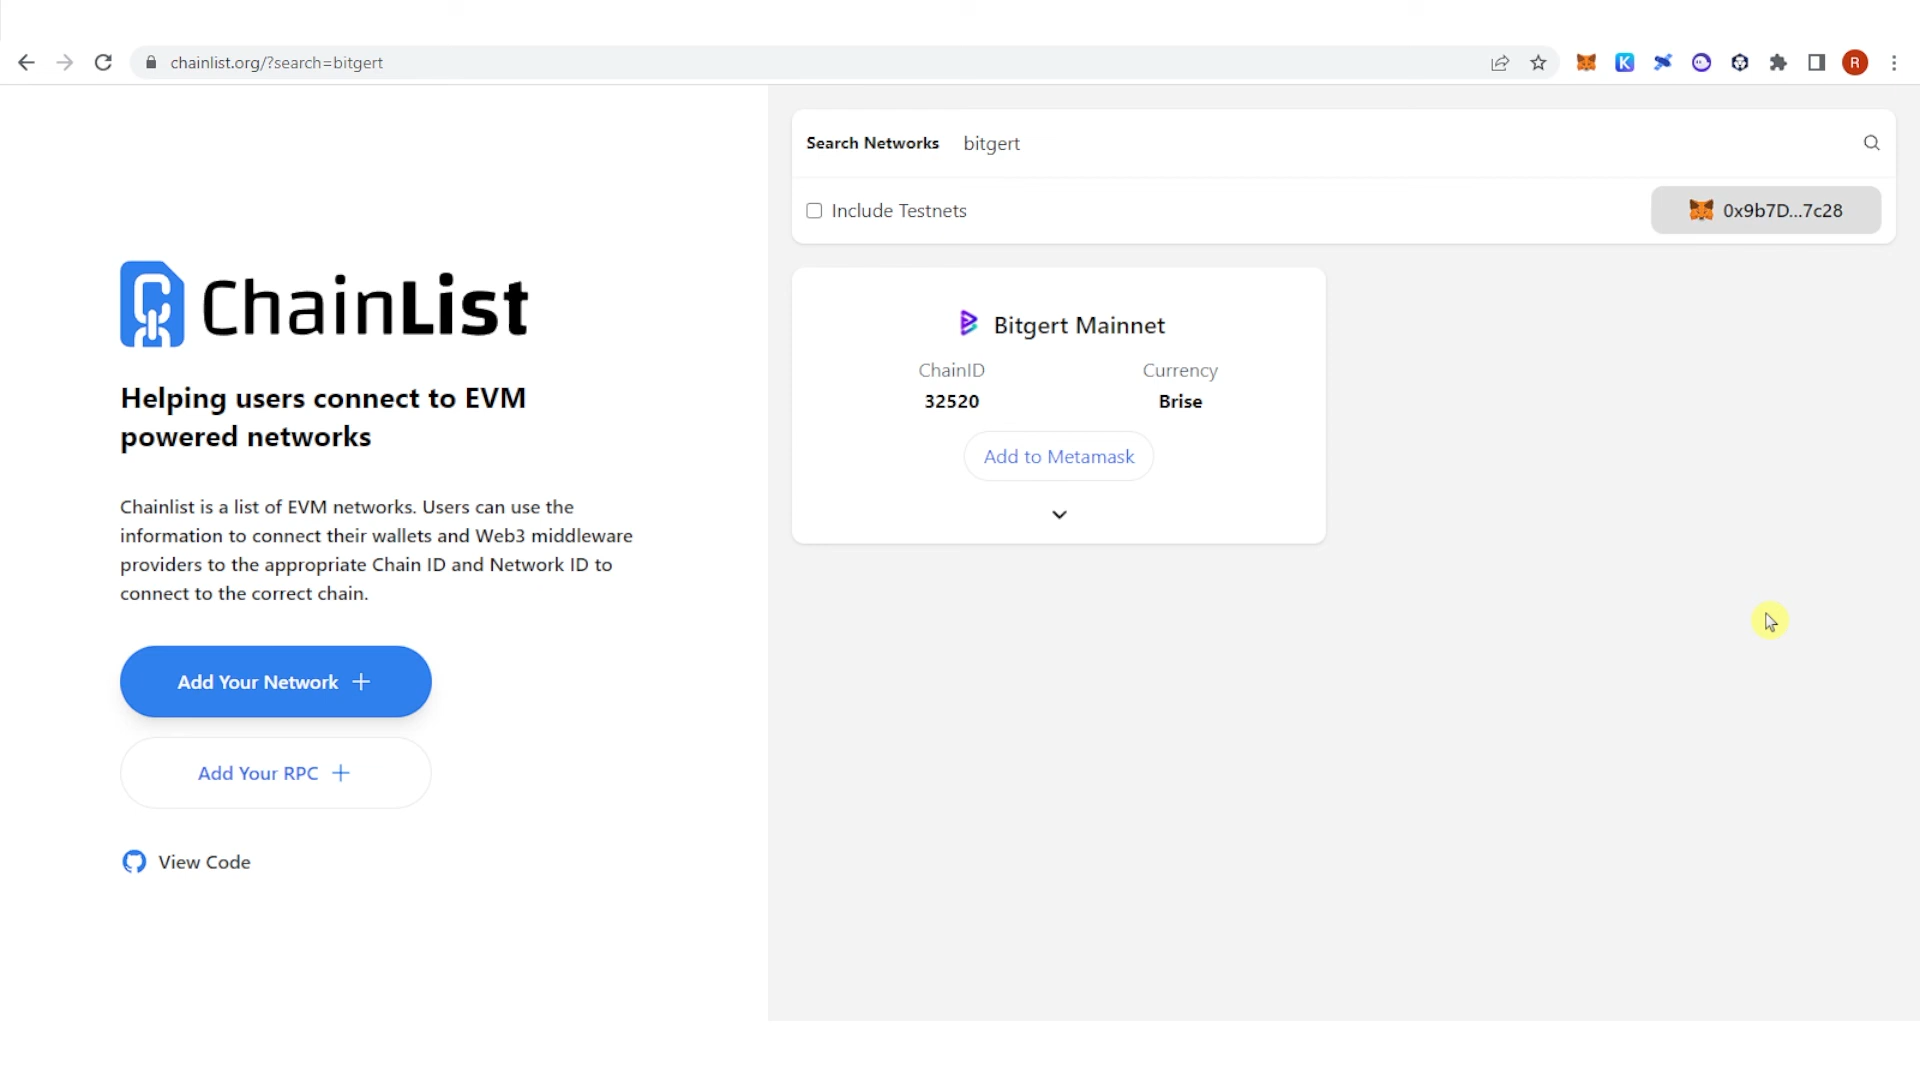 chainlist.org/?search=bitgert
R
Search Networks bitgert
Include Testnets
0x9b7D...7c28
ChainList
Helping users connect to EVM
powered networks
Chainlist is a list of EVM networks. Users can use the
information to connect their wallets and Web3 middleware
providers to the appropriate Chain ID and Network ID to
connect to the correct chain.
Add Your Network
Add Your RPC
View Code
Bitgert Mainnet
ChainID Currency
32520 Brise
Add to Metamask